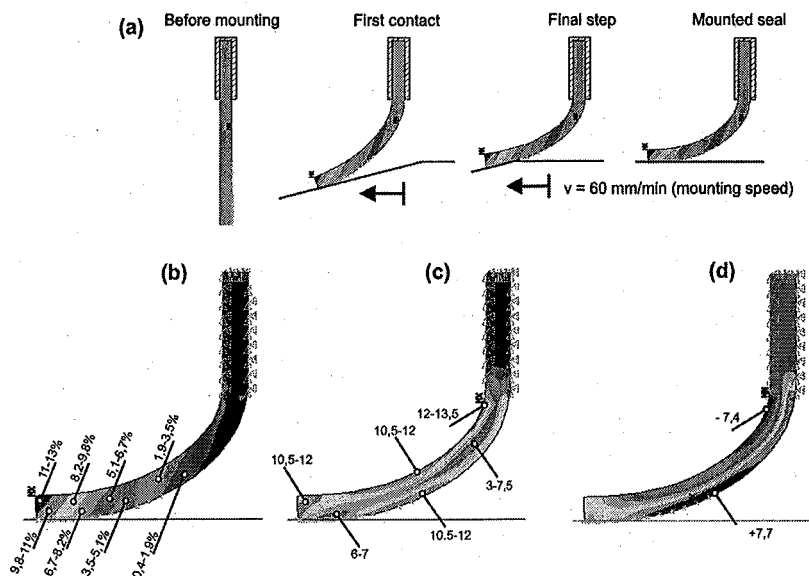 (a)
Before mounting
First contact
Final step
Mounted seal
v = 60 mm/min (mounting speed)
(b)
(c)
(d)
11-13%
8,2-9,8%
5,1-6,7%
1,9-3,5%
9,8-11%
6,7-8,2%
3,5-5,1%
0,4-1,9%
12-13,5
10,5-12
10,5-12
3-7,5
10,5-12
6-7
- 7,4
+7,7